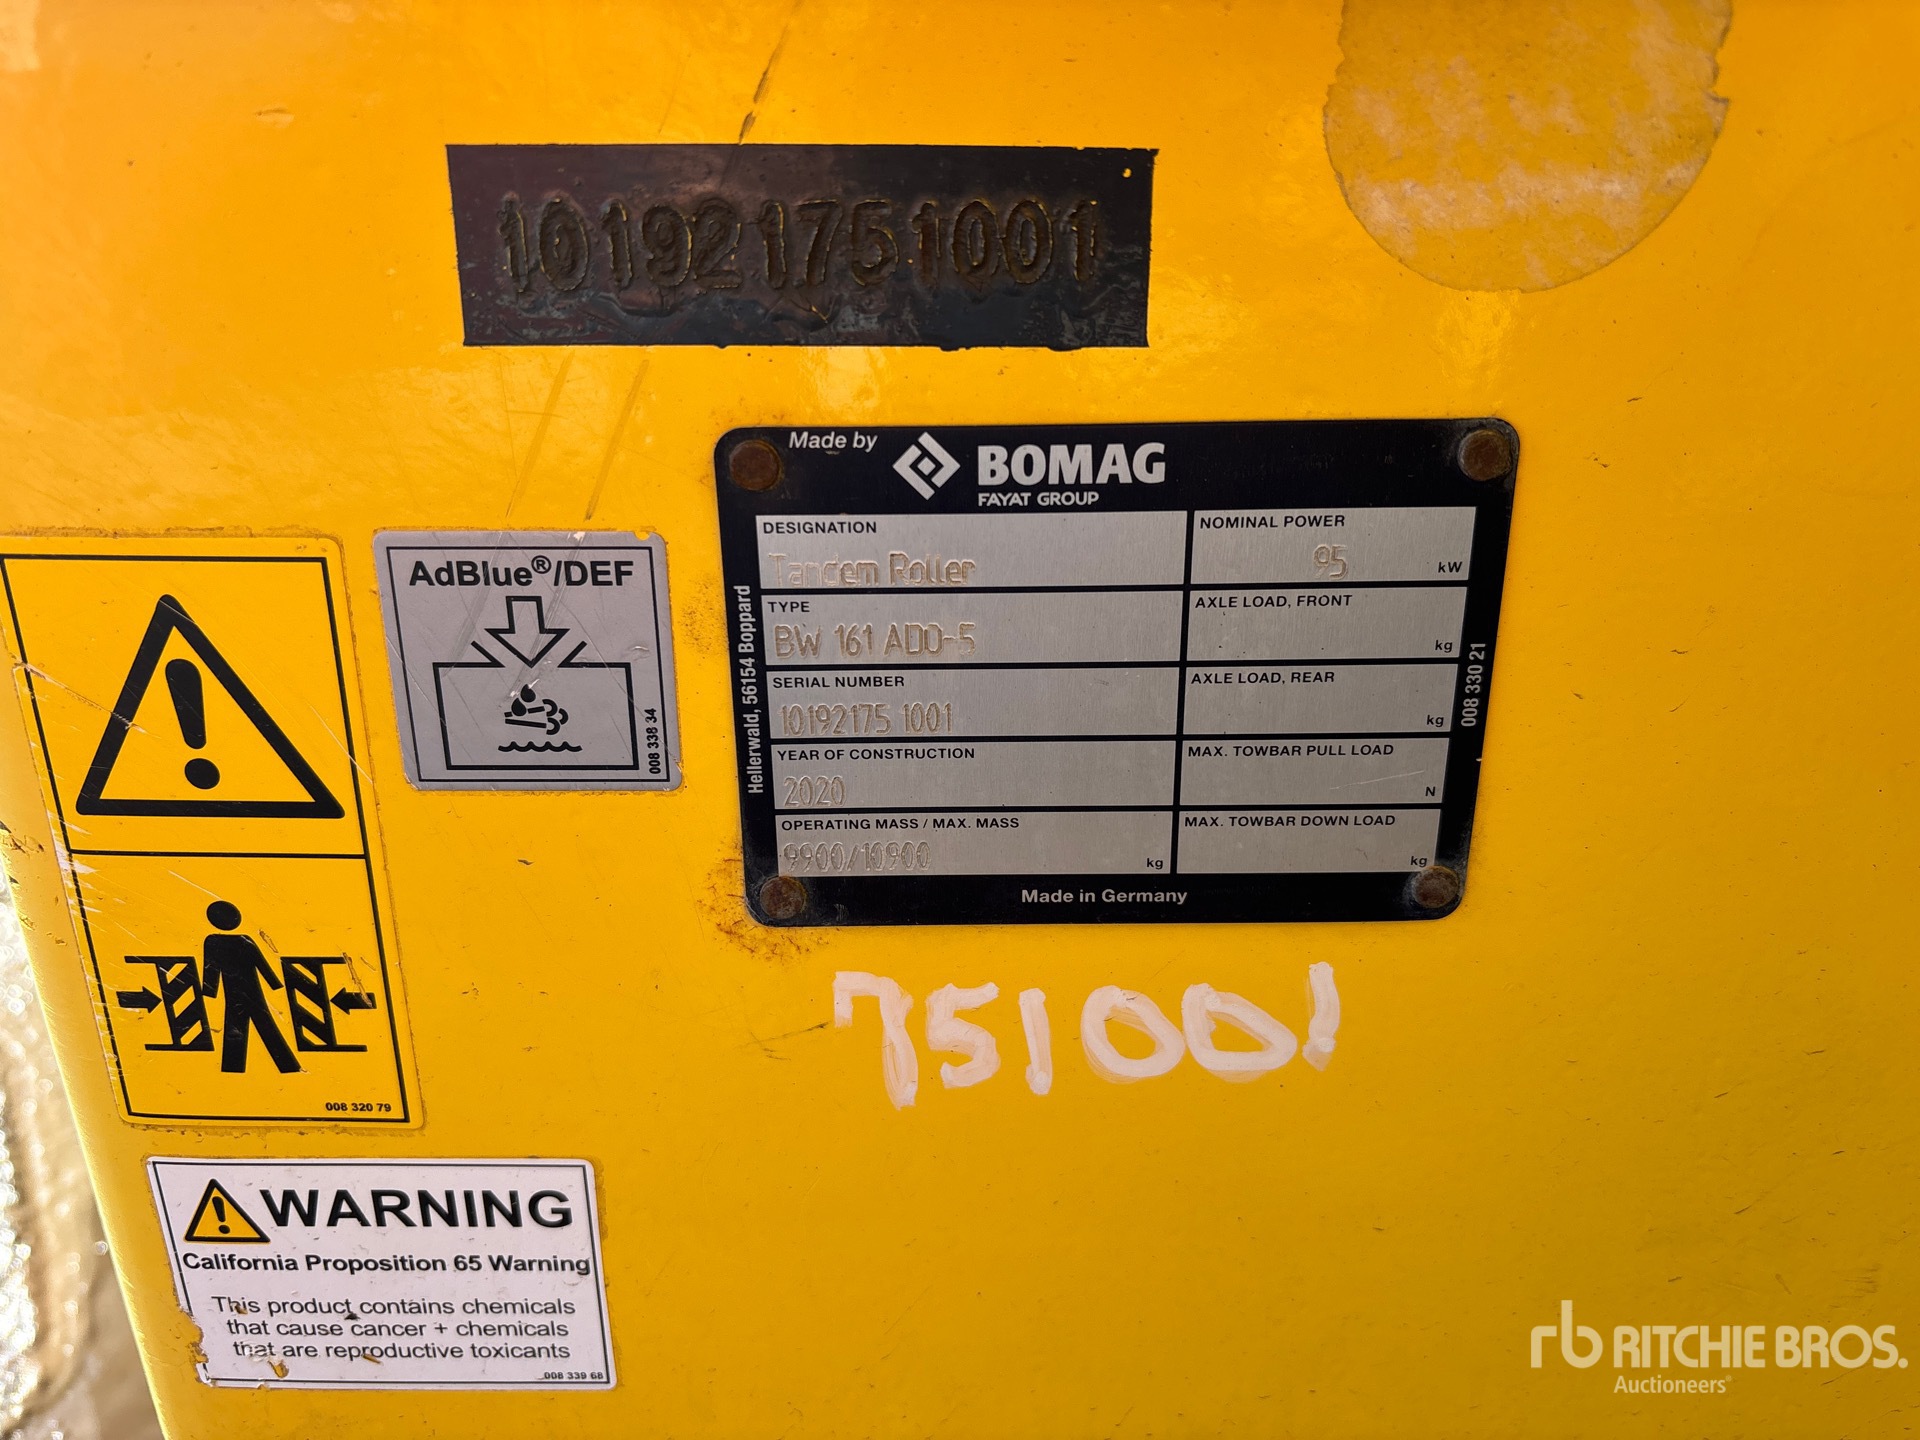 101921751001
Made by BOMAG
FAYAT GROUP
DESIGNATION
Tandem Roller
NOMINAL POWER
95 kW
TYPE
BW 161 ADO-5
AXLE LOAD, FRONT
kg
SERIAL NUMBER
10192175 1001
AXLE LOAD, REAR
kg
YEAR OF CONSTRUCTION
2020
MAX. TOWBAR PULL LOAD
N
OPERATING MASS / MAX. MASS
9900/10900 kg
MAX. TOWBAR DOWN LOAD
kg
Made in Germany
Hellerwald, 56154 Boppard
008 330 21
AdBlue®/DEF
008 338 34
008 320 79
751001
WARNING
California Proposition 65 Warning
This product contains chemicals
that cause cancer + chemicals
that are reproductive toxicants
008 339 68
rb RITCHIE BROS.
Auctioneers®